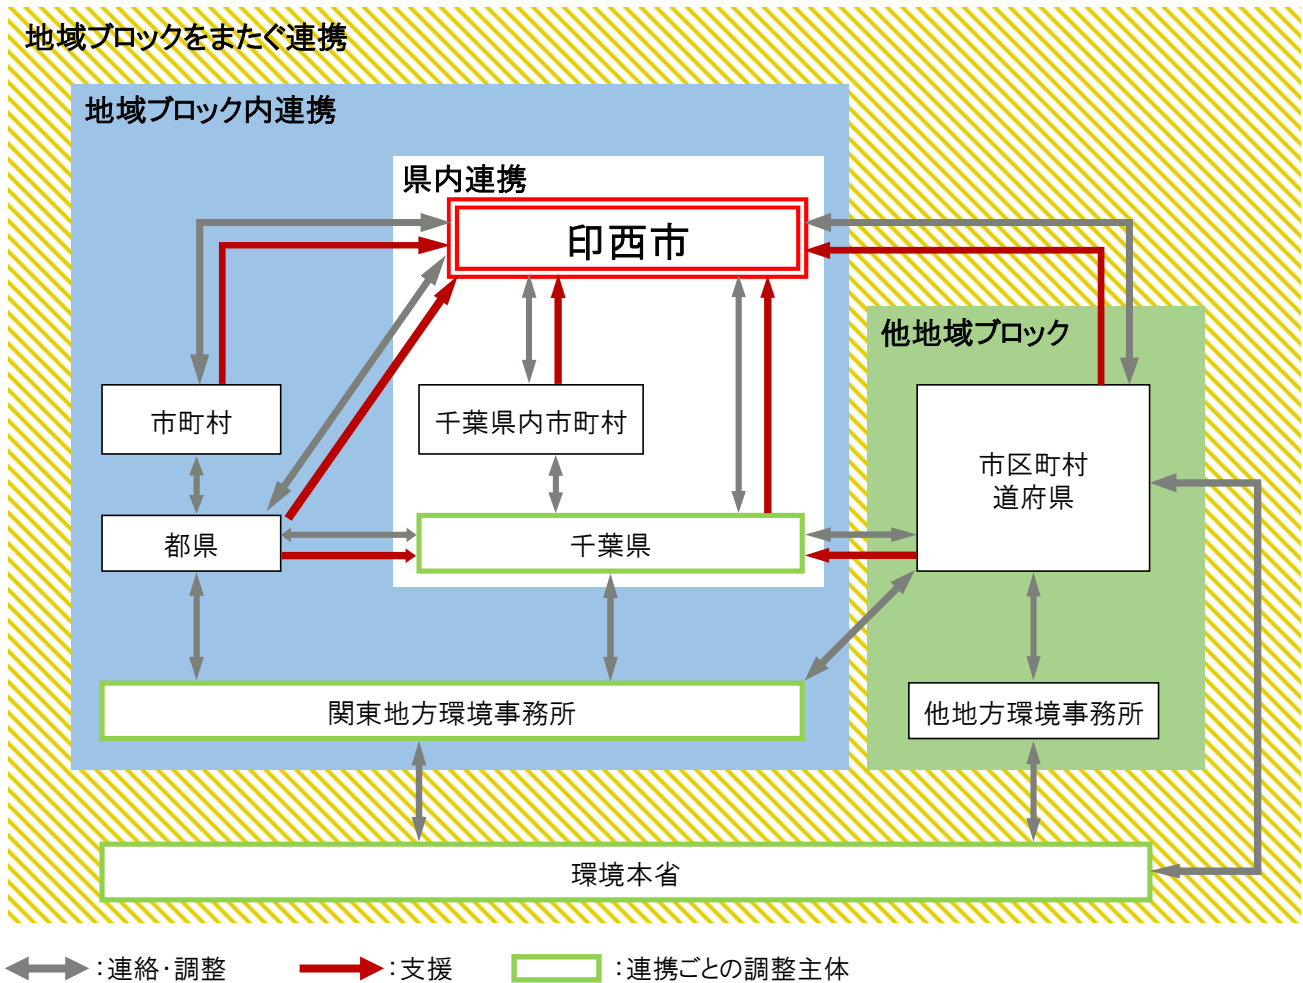 地域ブロックをまたぐ連携
地域ブロック内連携
県内連携
印西市
他地域ブロック
市町村
千葉県内市町村
市区町村
道府県
都県
千葉県
関東地方環境事務所
他地方環境事務所
環境本省
：連絡・調整
：支援
：連携ごとの調整主体